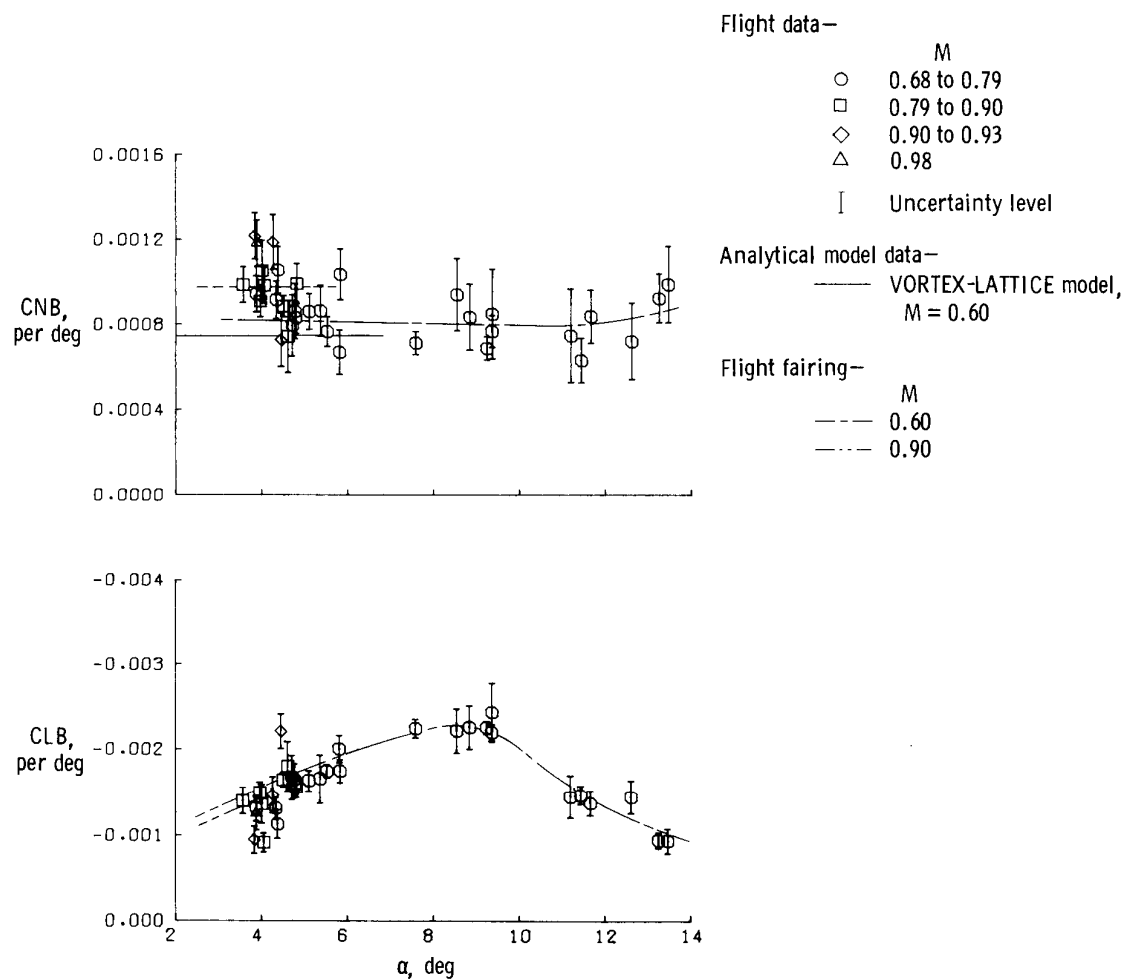 Flight data—
M
0.68 to 0.79
0.79 to 0.90
0.90 to 0.93
0.98
Uncertainty level
Analytical model data—
VORTEX-LATTICE model,
M = 0.60
Flight fairing—
M
0.60
0.90
CNB,
per deg
0.0016
0.0012
0.0008
0.0004
0.0000
CLB,
per deg
-0.004
-0.003
-0.002
-0.001
0.000
2 4 6 8 10 12 14
α, deg